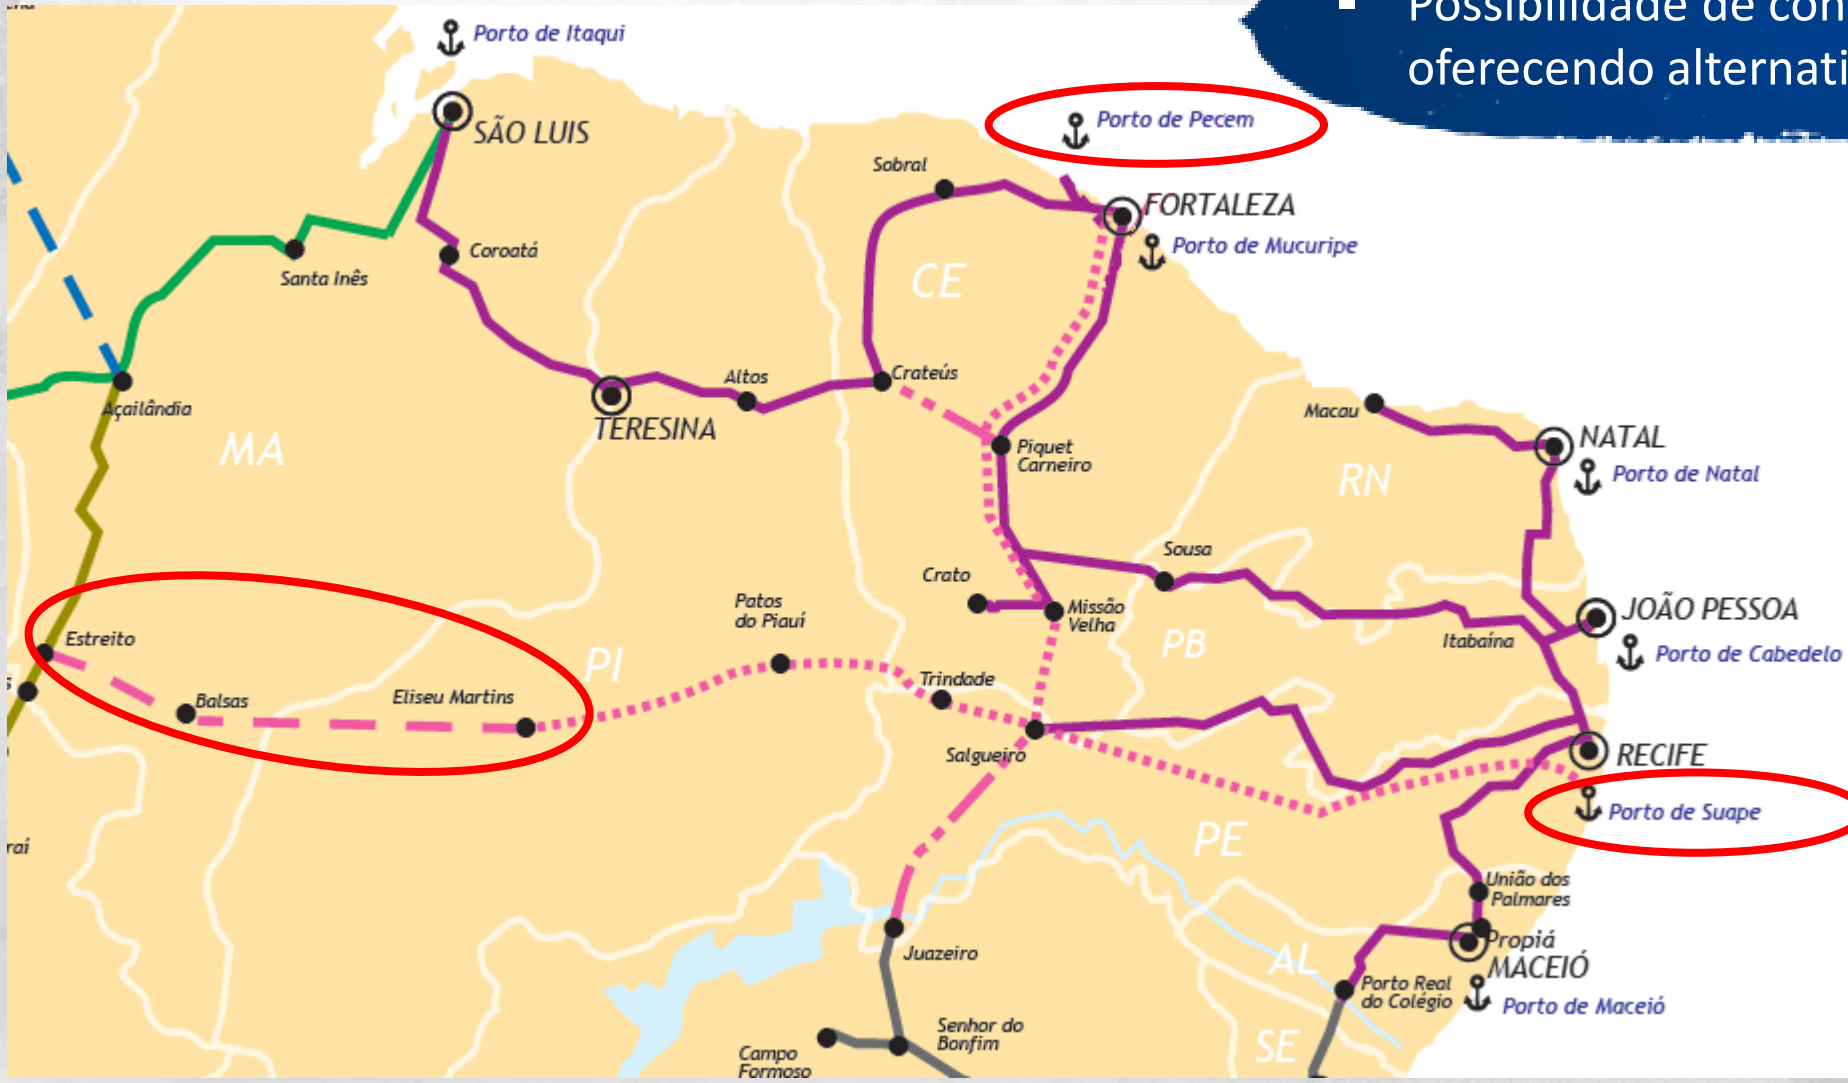 ▪ Possibilidade de con
oferecendo alternati
Porto de Itaqui
SÃO LUIS
Porto de Pecem
Sobral
FORTALEZA
Porto de Mucuripe
Coroatá
Santa Inês
CE
Açailândia
MA
TERESINA
Altos
Crateús
Piquet
Carneiro
Macau
RN
NATAL
Porto de Natal
Sousa
Crato
Missão
Velha
PB
Itabaína
JOÃO PESSOA
Porto de Cabedelo
Estreito
s
Balsas
Eliseu Martins
PI
Patos
do Piauí
Trindade
Salgueiro
RECIFE
Porto de Suape
PE
raí
União dos
Palmares
Propiá
MACEIÓ
Porto de Maceió
AL
Porto Real
do Colégio
SE
Juazeiro
Senhor do
Bonfim
Campo
Formoso